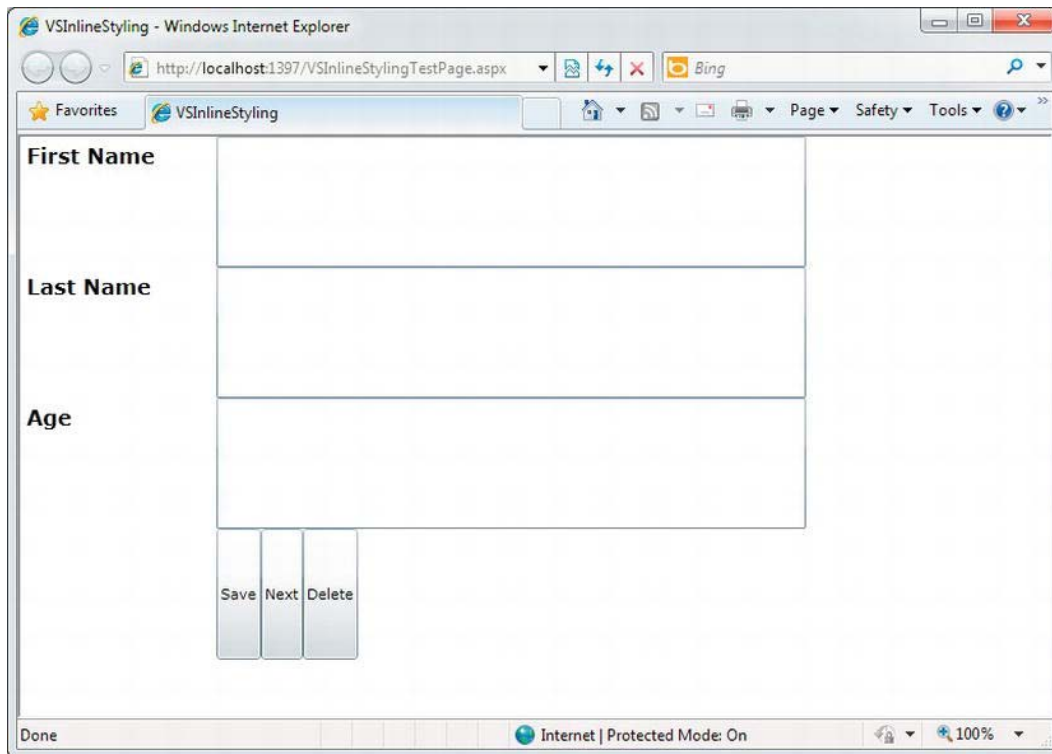 VSInlineStyling - Windows Internet Explorer
http://localhost:1397/VSInlineStylingTestPage.aspx Bing
Favorites VSInlineStyling Page Safety Tools
First Name
Last Name
Age
Save Next Delete
Done Internet | Protected Mode: On 100%